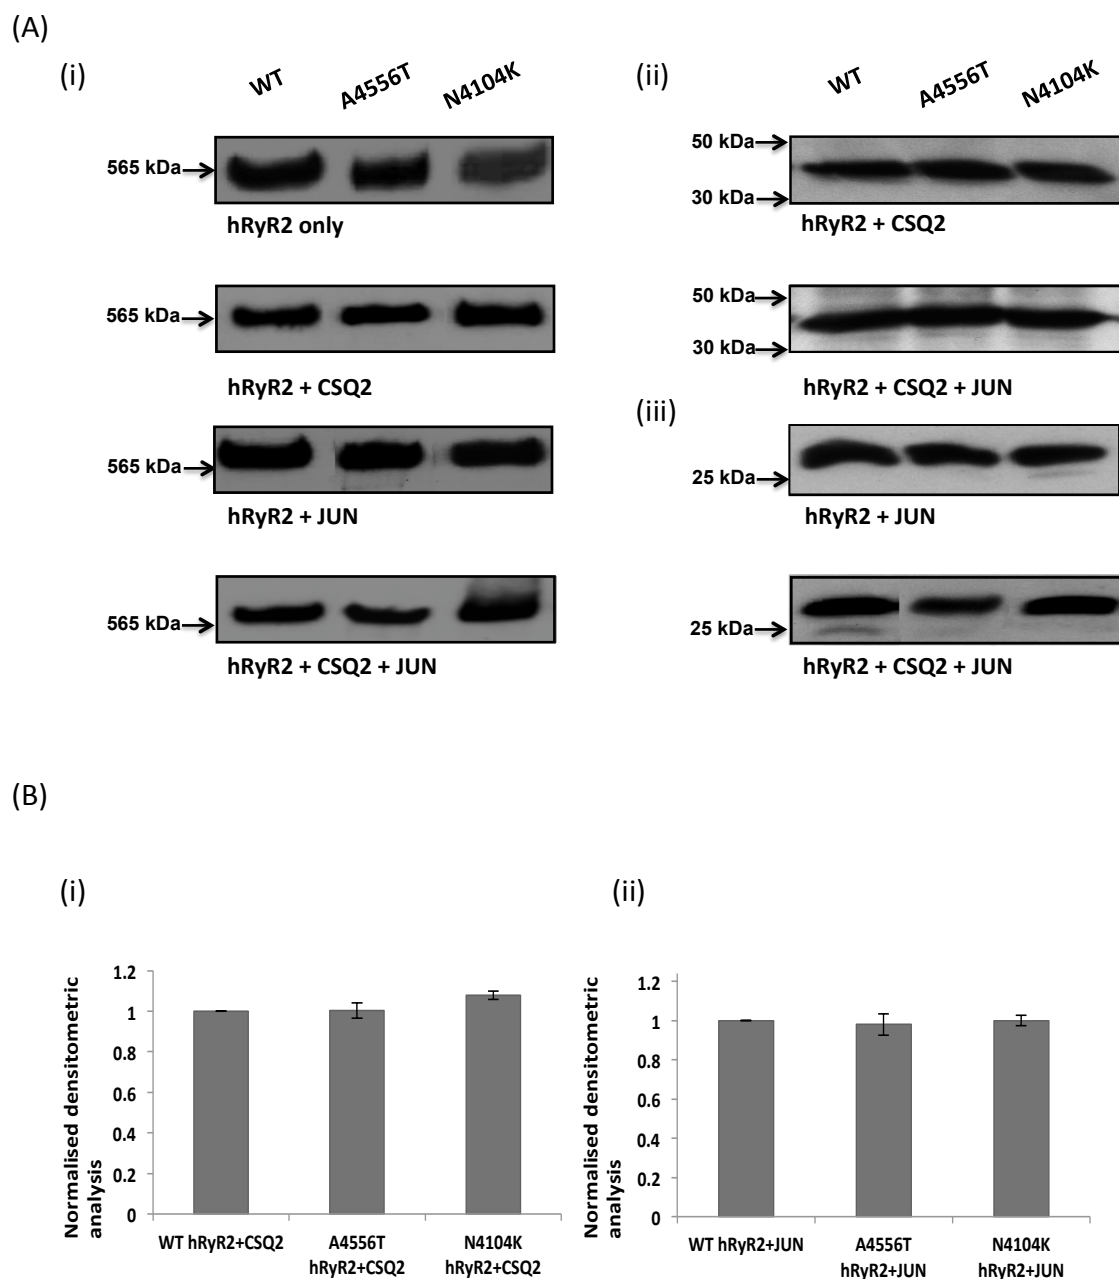 (A)
(i)
WT
A4556T
N4104K
565 kDa
hRyR2 only
565 kDa
hRyR2 + CSQ2
565 kDa
hRyR2 + JUN
565 kDa
hRyR2 + CSQ2 + JUN
(ii)
WT
A4556T
N4104K
50 kDa
30 kDa
hRyR2 + CSQ2
50 kDa
30 kDa
hRyR2 + CSQ2 + JUN
(iii)
25 kDa
hRyR2 + JUN
25 kDa
hRyR2 + CSQ2 + JUN
(B)
(i)
Normalised densitometric
analysis
1.2
1
0.8
0.6
0.4
0.2
0
WT hRyR2+CSQ2
A4556T
hRyR2+CSQ2
N4104K
hRyR2+CSQ2
(ii)
Normalised densitometric
analysis
1.2
1
0.8
0.6
0.4
0.2
0
WT hRyR2+JUN
A4556T
hRyR2+JUN
N4104K
hRyR2+JUN